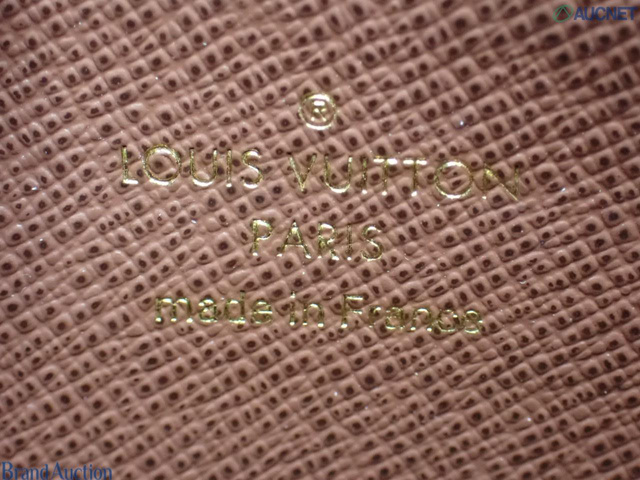 AUCNET
®
LOUIS VUITTON
PARIS
made in France
Brand Auction